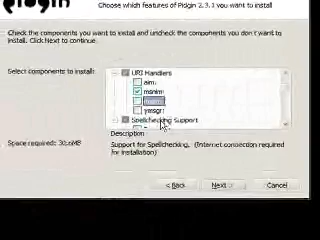 pidgin
Choose which features of Pidgin 2.3.1 you want to install
Check the components you want to install and uncheck the components you don't want to
install. Click Next to continue.
Select components to install:
URI Handlers
aim:
msnim:
ymsgr:
Spellchecking Support
Description
Support for Spellchecking. (Internet connection required
for installation)
Space required: 30.6MB
< Back
Next >
Cancel